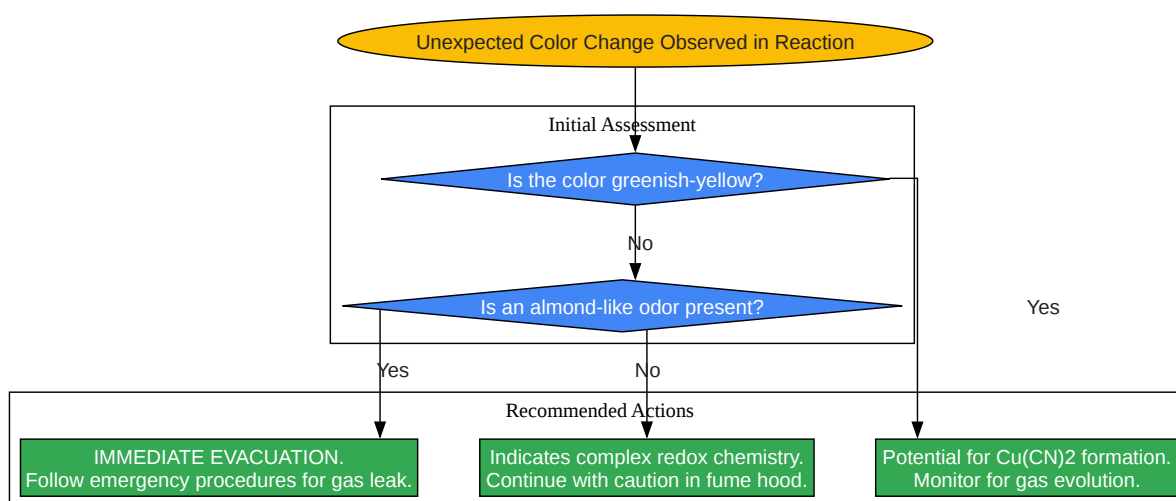 Unexpected Color Change Observed in Reaction
Initial Assessment
Is the color greenish-yellow?
No
Is an almond-like odor present?
Yes
Yes
No
Recommended Actions
IMMEDIATE EVACUATION.
Follow emergency procedures for gas leak.
Indicates complex redox chemistry.
Continue with caution in fume hood.
Potential for Cu(CN)2 formation.
Monitor for gas evolution.